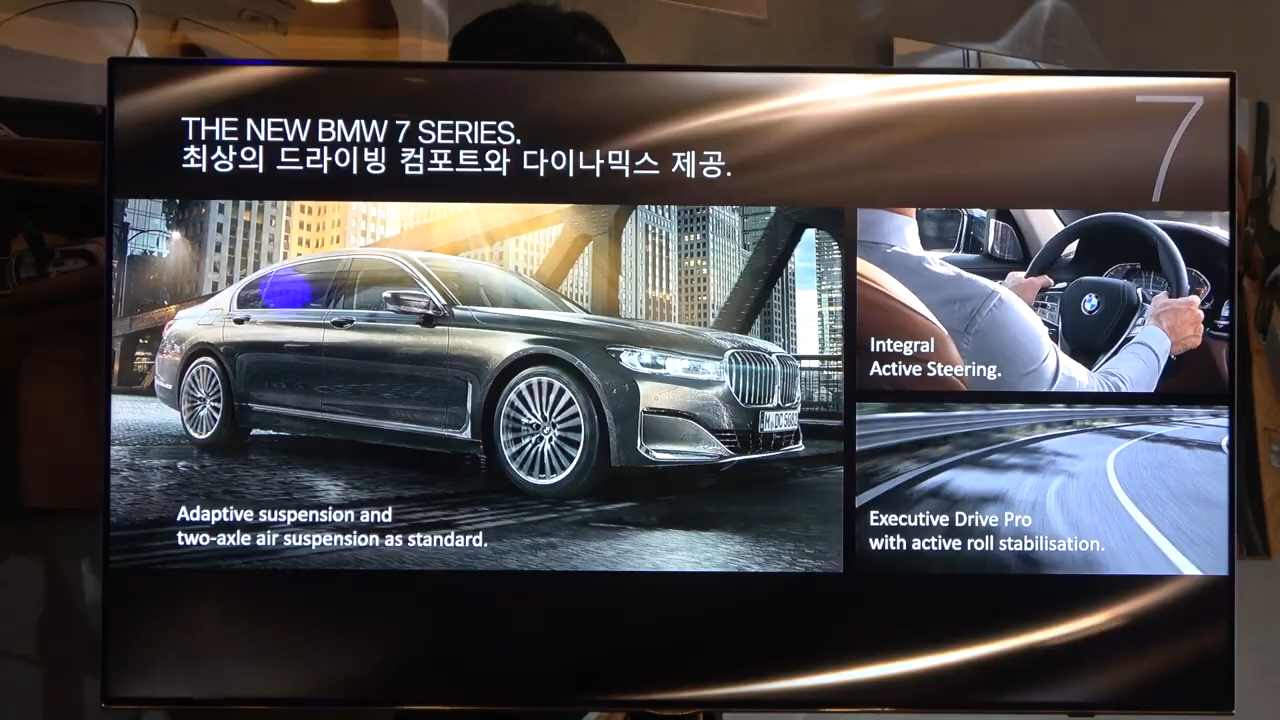 THE NEW BMW 7 SERIES.
최상의 드라이빙 컴포트와 다이나믹스 제공.
7
Adaptive suspension and
two-axle air suspension as standard.
Integral
Active Steering.
Executive Drive Pro
with active roll stabilisation.